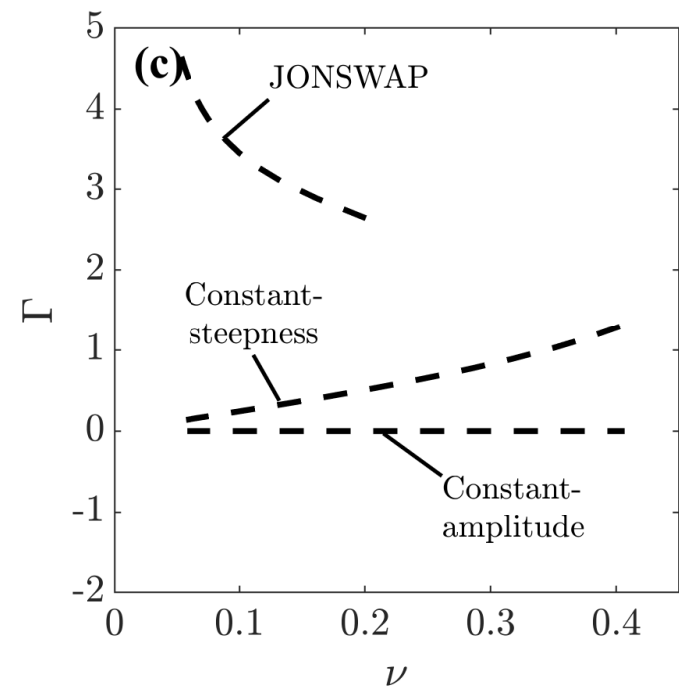 5
(c)
JONSWAP
4
3
2
Constant-
steepness
Γ
1
0
Constant-
amplitude
-1
-2
0 0.1 0.2 0.3 0.4
ν